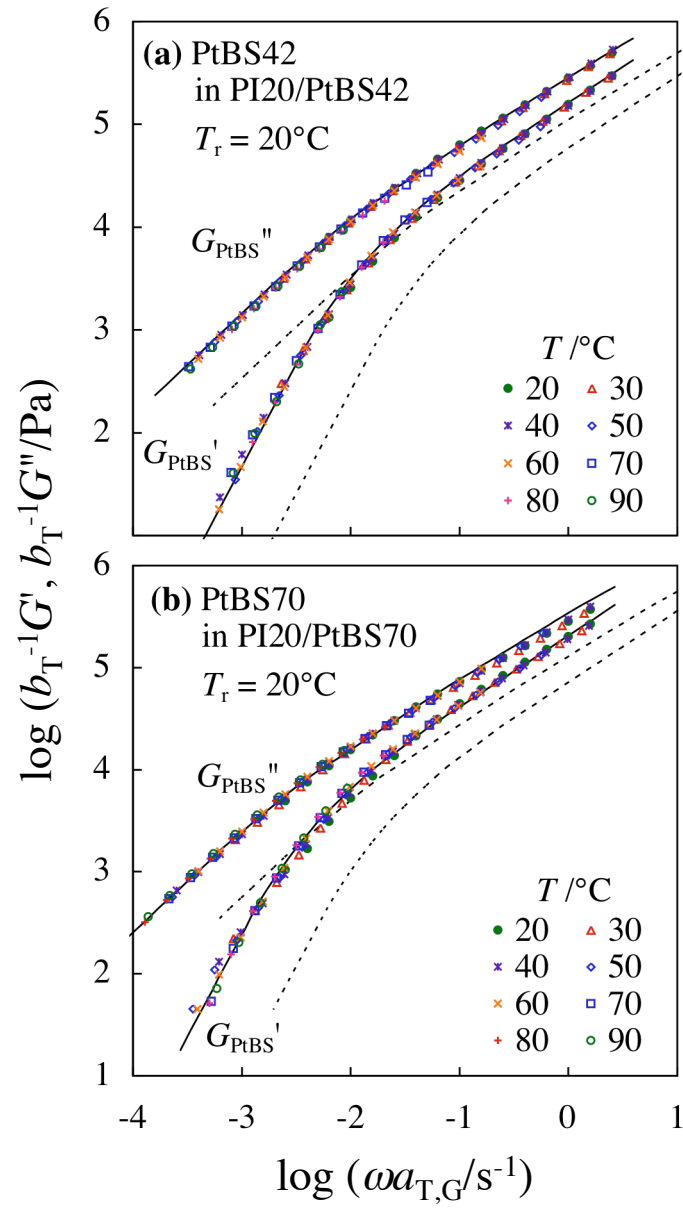 log (b_T^-1G', b_T^-1G"/Pa)
6
(a) PtBS42
in PI20/PtBS42
T_r = 20°C
5
4
G_PtBS"
3
T /°C
20 30
40 50
60 70
80 90
2
G_PtBS'
6
(b) PtBS70
in PI20/PtBS70
T_r = 20°C
5
4
G_PtBS"
3
T /°C
20 30
40 50
60 70
80 90
2
G_PtBS'
1
-4 -3 -2 -1 0 1
log (ωa_T,G/s^-1)